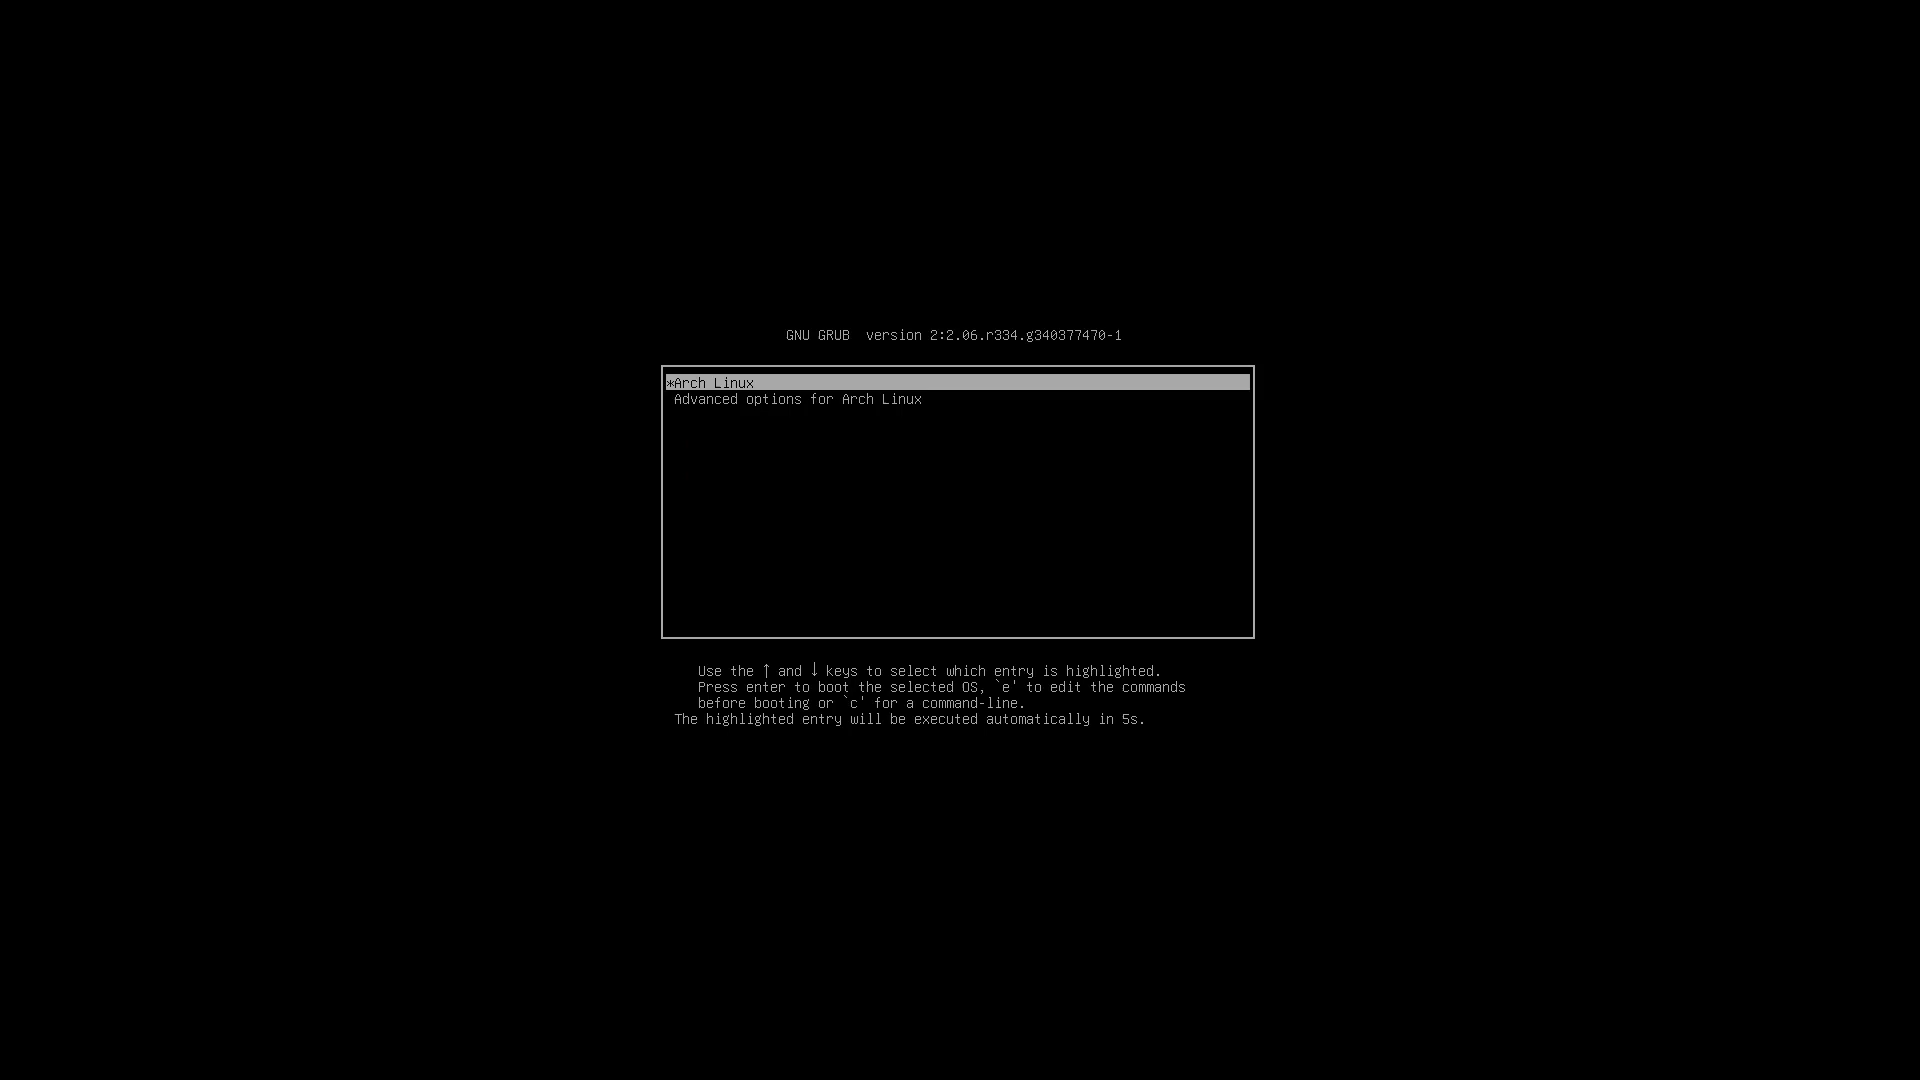 GNU GRUB  version 2:2.06.r334.g340377470-1
*Arch Linux
Advanced options for Arch Linux
Use the ↑ and ↓ keys to select which entry is highlighted.
Press enter to boot the selected OS, `e' to edit the commands
before booting or `c' for a command-line.
The highlighted entry will be executed automatically in 5s.